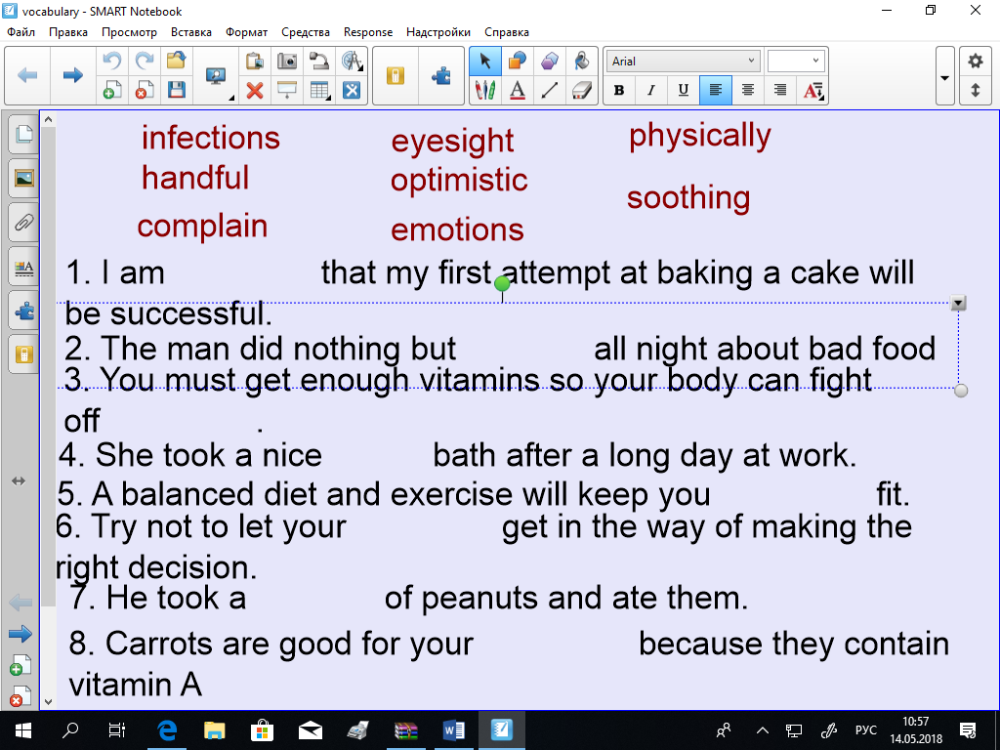 vocabulary - SMART Notebook
Файл Правка Просмотр Вставка Формат Средства Response Надстройки Справка
Arial
B I U
infections eyesight physically
handful optimistic soothing
complain emotions
1. I am that my first attempt at baking a cake will
be successful.
2. The man did nothing but all night about bad food
3. You must get enough vitamins so your body can fight
off .
4. She took a nice bath after a long day at work.
5. A balanced diet and exercise will keep you fit.
6. Try not to let your get in the way of making the
right decision.
7. He took a of peanuts and ate them.
8. Carrots are good for your because they contain
vitamin A
РУС 10:57
14.05.2018